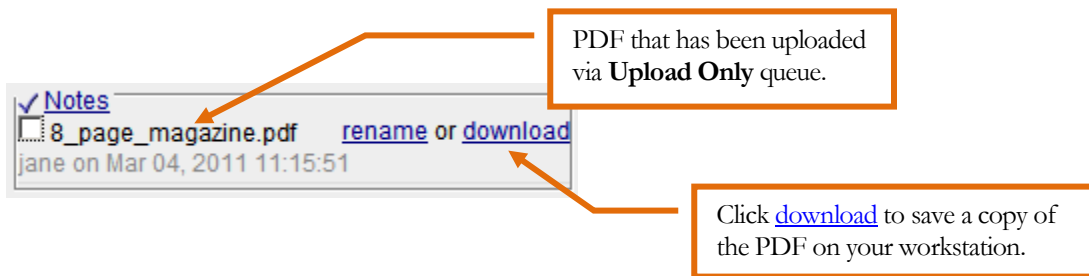 PDF that has been uploaded
via Upload Only queue.
Notes
8_page_magazine.pdf rename or download
jane on Mar 04, 2011 11:15:51
Click download to save a copy of
the PDF on your workstation.